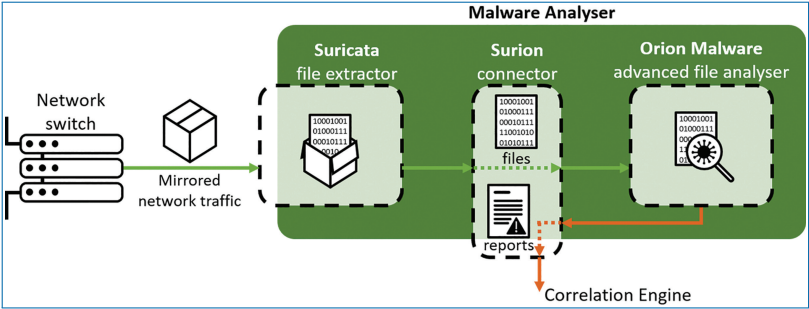 Malware Analyser
Suricata
file extractor
Surion
connector
Orion Malware
advanced file analyser
Network
switch
Mirrored
network traffic
10001001
01000111
00010111
0010
10001001
01000111
00010111
11001010
01010111
files
reports
10001001
01000111
Correlation Engine